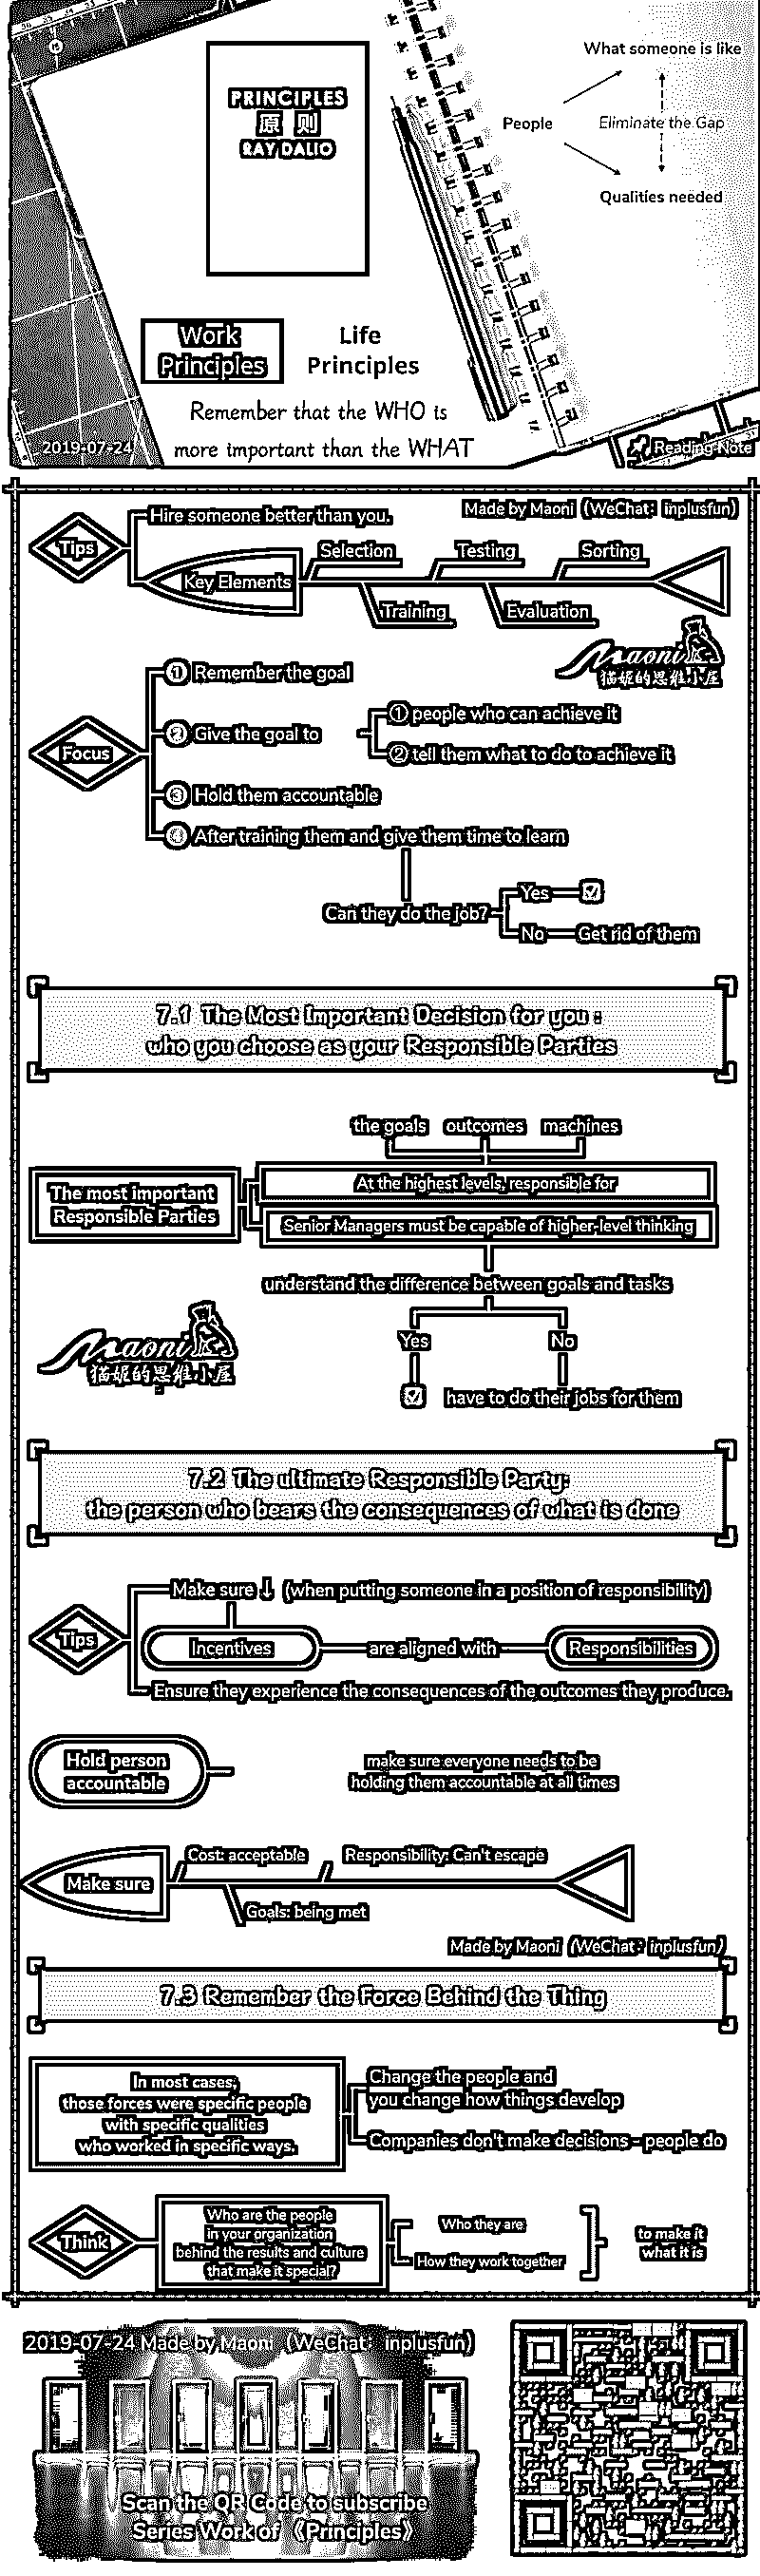 What someone is like
People
Eliminate the Gap
Qualities needed
PRINCIPLES
原 则
RAY DALIO
Work
Principles
Life
Principles
Remember that the WHO is
more important than the WHAT
2019-07-24
Reading Note
Made by Maoni (WeChat: inplusfun)
Tips
Hire someone better than you.
Key Elements
Selection
Testing
Sorting
Training
Evaluation
Maoni
猫妮的思维小屋
Focus
① Remember the goal
② Give the goal to
① people who can achieve it
② tell them what to do to achieve it
③ Hold them accountable
④ After training them and give them time to learn
Can they do the job?
Yes
No
Get rid of them
7.1 The Most Important Decision for you :
who you choose as your Responsible Parties
the goals
outcomes
machines
The most important
Responsible Parties
At the highest levels, responsible for
Senior Managers must be capable of higher-level thinking
understand the difference between goals and tasks
Yes
No
have to do their jobs for them
Maoni
猫妮的思维小屋
7.2 The ultimate Responsible Party:
the person who bears the consequences of what is done
Tips
Make sure ↓ (when putting someone in a position of responsibility)
Incentives
are aligned with
Responsibilities
Ensure they experience the consequences of the outcomes they produce.
Hold person
accountable
make sure everyone needs to be
holding them accountable at all times
Make sure
Cost: acceptable
Responsibility: Can't escape
Goals: being met
Made by Maoni (WeChat: inplusfun)
7.3 Remember the Force Behind the Thing
In most cases,
those forces were specific people
with specific qualities
who worked in specific ways.
Change the people and
you change how things develop
Companies don't make decisions - people do
Think
Who are the people
in your organization
behind the results and culture
that make it special?
Who they are
How they work together
to make it
what it is
2019-07-24 Made by Maoni (WeChat: inplusfun)
Scan the QR Code to subscribe
Series Work of 《Principles》